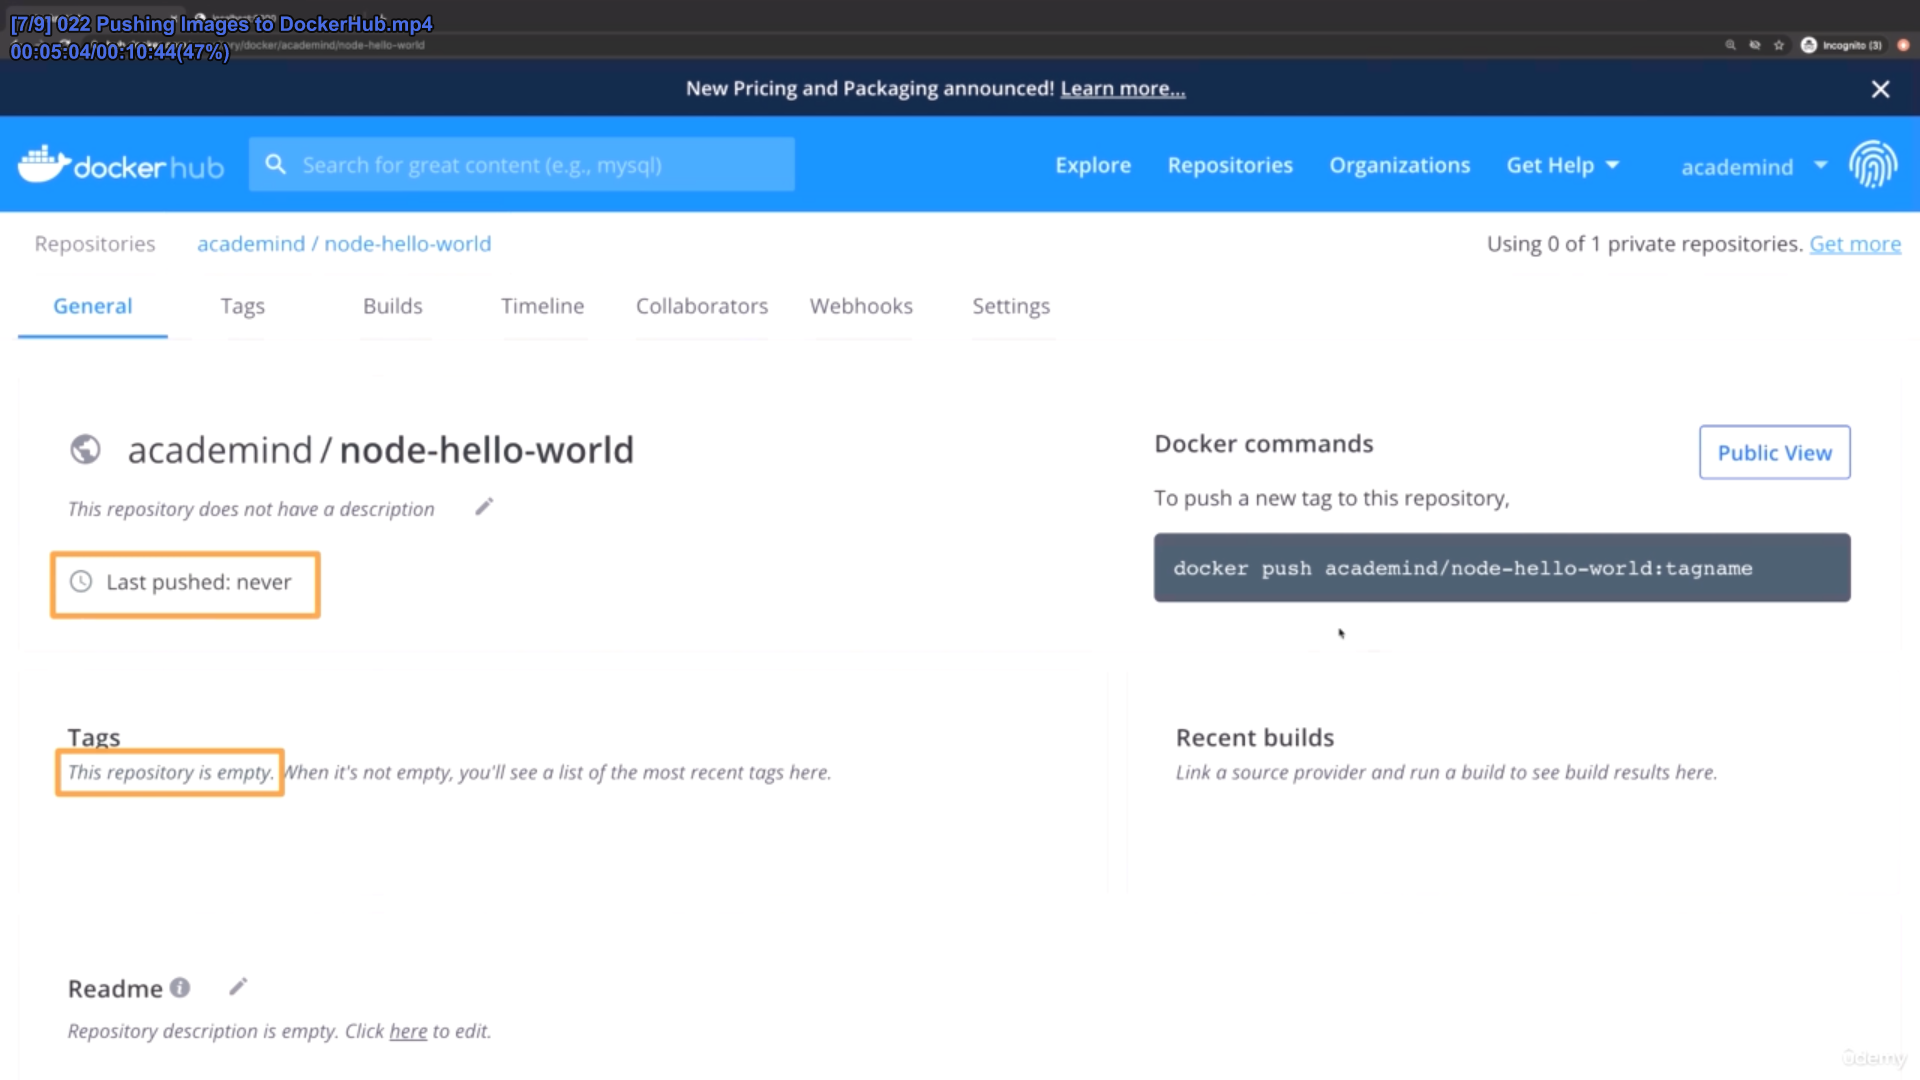 [7/9] 022 Pushing Images to DockerHub.mp4
00:05:04/00:10:44(47%)
y/docker/academind/node-hello-world
Incognito (3)
New Pricing and Packaging announced! Learn more...
docker hub
Search for great content (e.g., mysql)
Explore
Repositories
Organizations
Get Help
academind
Repositories
academind / node-hello-world
Using 0 of 1 private repositories. Get more
General
Tags
Builds
Timeline
Collaborators
Webhooks
Settings
academind / node-hello-world
This repository does not have a description
Last pushed: never
Docker commands
Public View
To push a new tag to this repository,
docker push academind/node-hello-world:tagname
Tags
This repository is empty. When it's not empty, you'll see a list of the most recent tags here.
Recent builds
Link a source provider and run a build to see build results here.
Readme
Repository description is empty. Click here to edit.
udemy